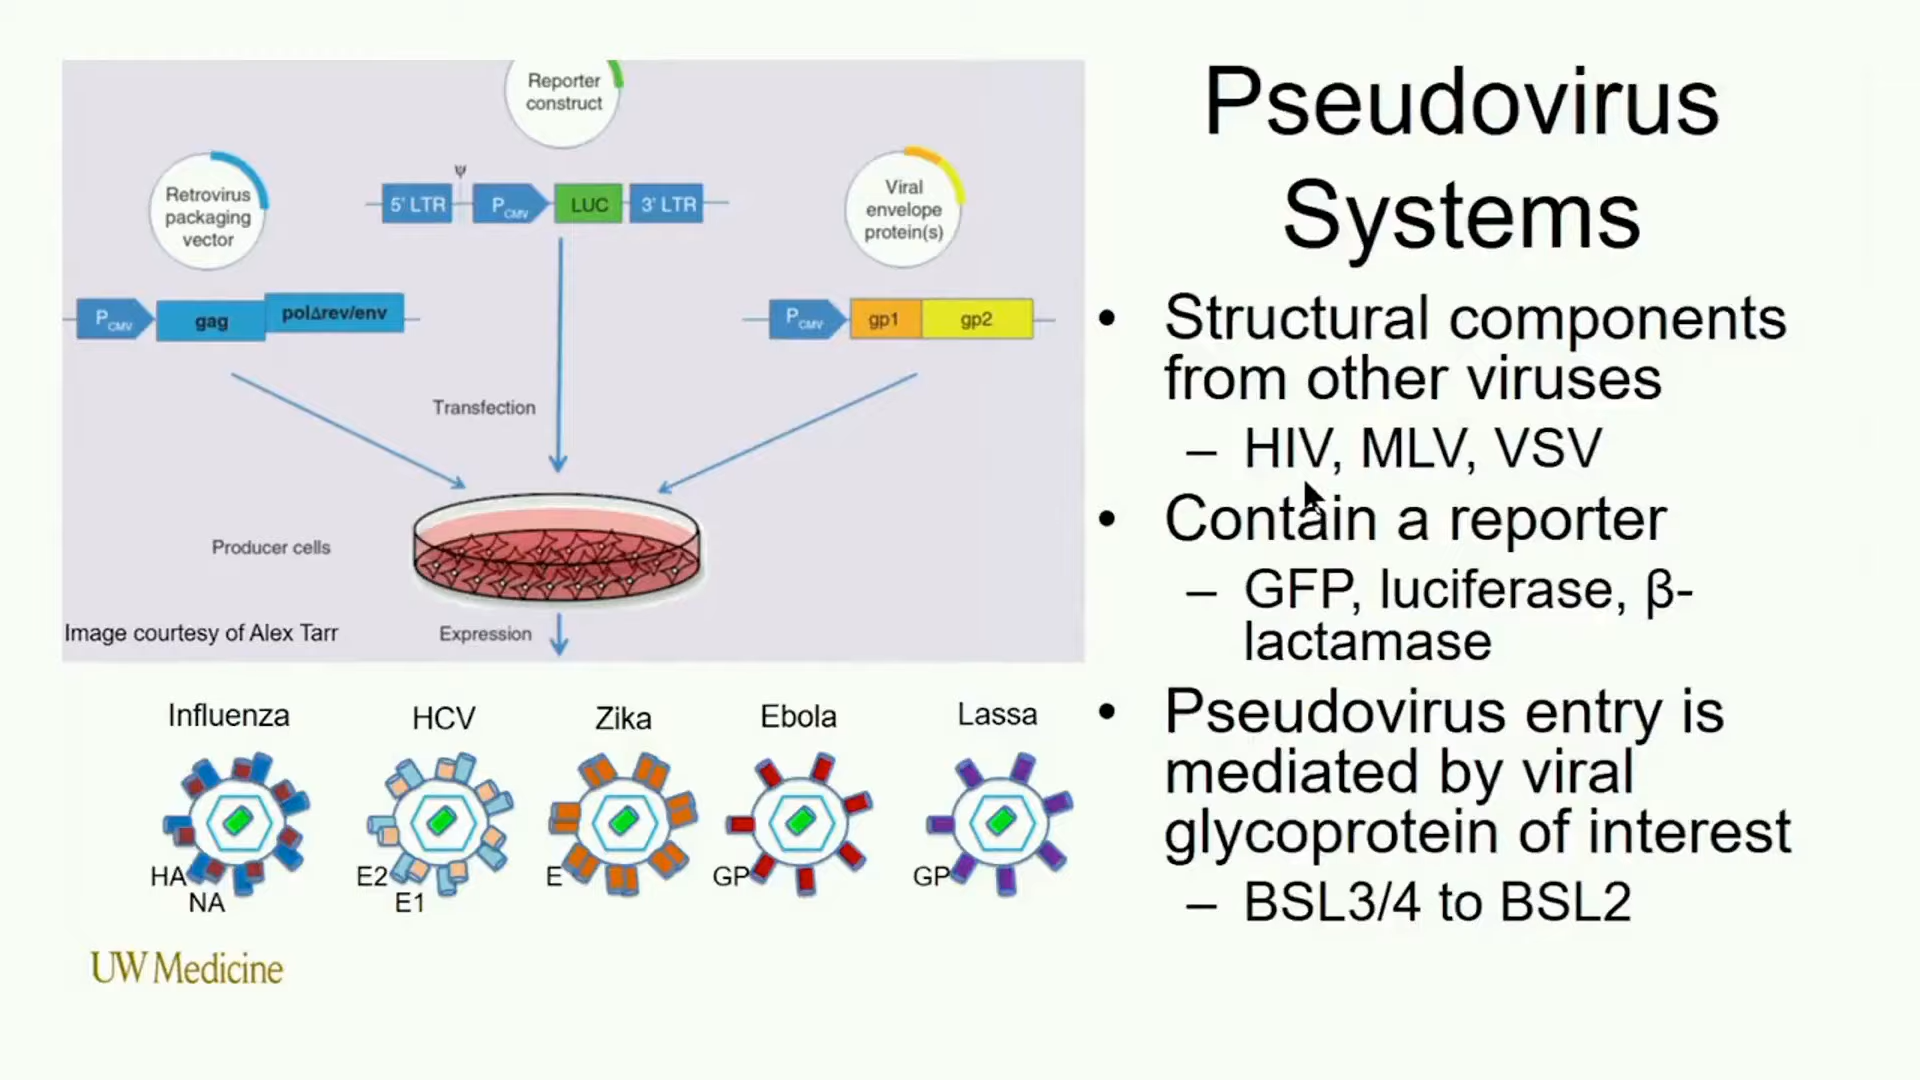 Pseudovirus
Systems
Reporter
construct
Retrovirus
packaging
vector
Viral
envelope
protein(s)
ψ
5' LTR
PCMV
LUC
3' LTR
PCMV
gag
pol∆rev/env
PCMV
gp1
gp2
Transfection
Producer cells
Image courtesy of Alex Tarr
Expression
Influenza
HCV
Zika
Ebola
Lassa
HA
NA
E2
E1
E
GP
GP
UW Medicine
• Structural components
from other viruses
– HIV, MLV, VSV
• Contain a reporter
– GFP, luciferase, β-
lactamase
• Pseudovirus entry is
mediated by viral
glycoprotein of interest
– BSL3/4 to BSL2